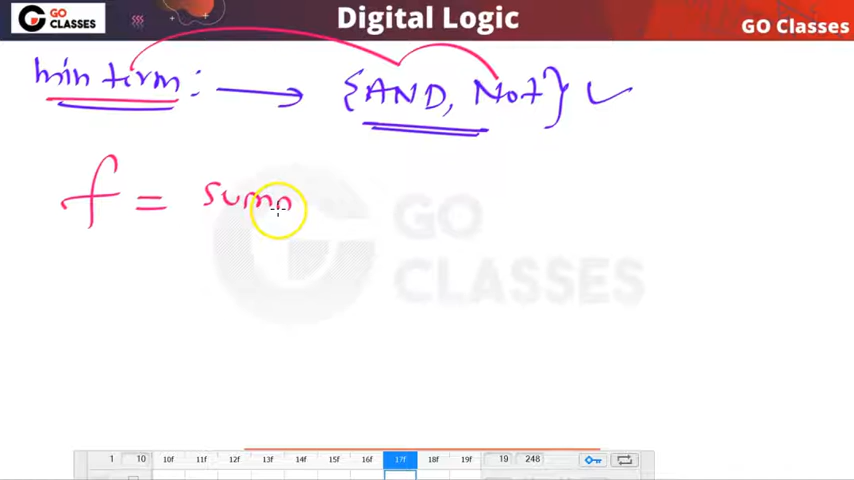 GO
CLASSES
Digital Logic
GO Classes
min term : → {AND, Not} ✓
f = sum
GO
CLASSES
1 10 10f 11f 12f 13f 14f 15f 16f 17f 18f 19f 19 248